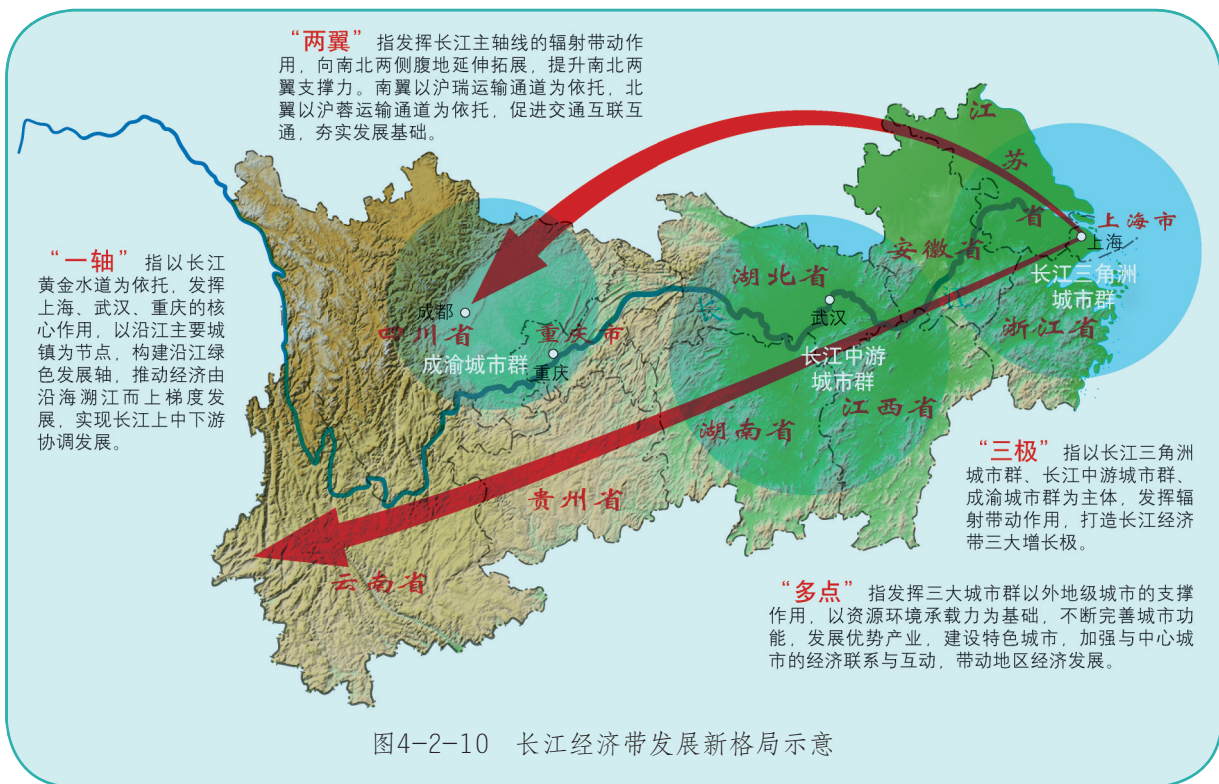 “两翼” 指发挥长江主轴线的辐射带动作
用，向南北两侧腹地延伸拓展，提升南北两
翼支撑力。南翼以沪瑞运输通道为依托，北
翼以沪蓉运输通道为依托，促进交通互联互
通，夯实发展基础。
“一轴” 指以长江
黄金水道为依托，发挥
上海、武汉、重庆的核
心作用，以沿江主要城
镇为节点，构建沿江绿
色发展轴，推动经济由
沿海溯江而上梯度发
展，实现长江上中下游
协调发展。
江
苏
省
上海市
上海
安徽省
长江三角洲
城市群
浙江省
湖北省
武汉
长
江
长江中游
城市群
江西省
湖南省
成都
四川省
重庆市
成渝城市群
重庆
贵州省
云南省
“三极” 指以长江三角洲
城市群、长江中游城市群、
成渝城市群为主体，发挥辐
射带动作用，打造长江经济
带三大增长极。
“多点” 指发挥三大城市群以外地级城市的支撑
作用，以资源环境承载力为基础，不断完善城市功
能，发展优势产业，建设特色城市，加强与中心城
市的经济联系与互动，带动地区经济发展。
图4-2-10 长江经济带发展新格局示意